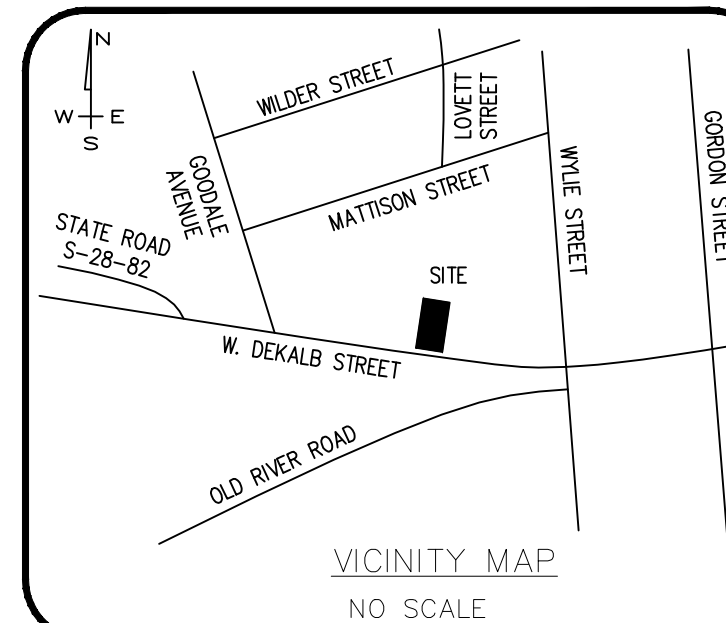 N
W E
S
WILDER STREET
LOVETT
STREET
GOODALE
AVENUE
MATTISON STREET
WYLIE STREET
GORDON STREET
STATE ROAD
S-28-82
SITE
W. DEKALB STREET
OLD RIVER ROAD
VICINITY MAP
NO SCALE